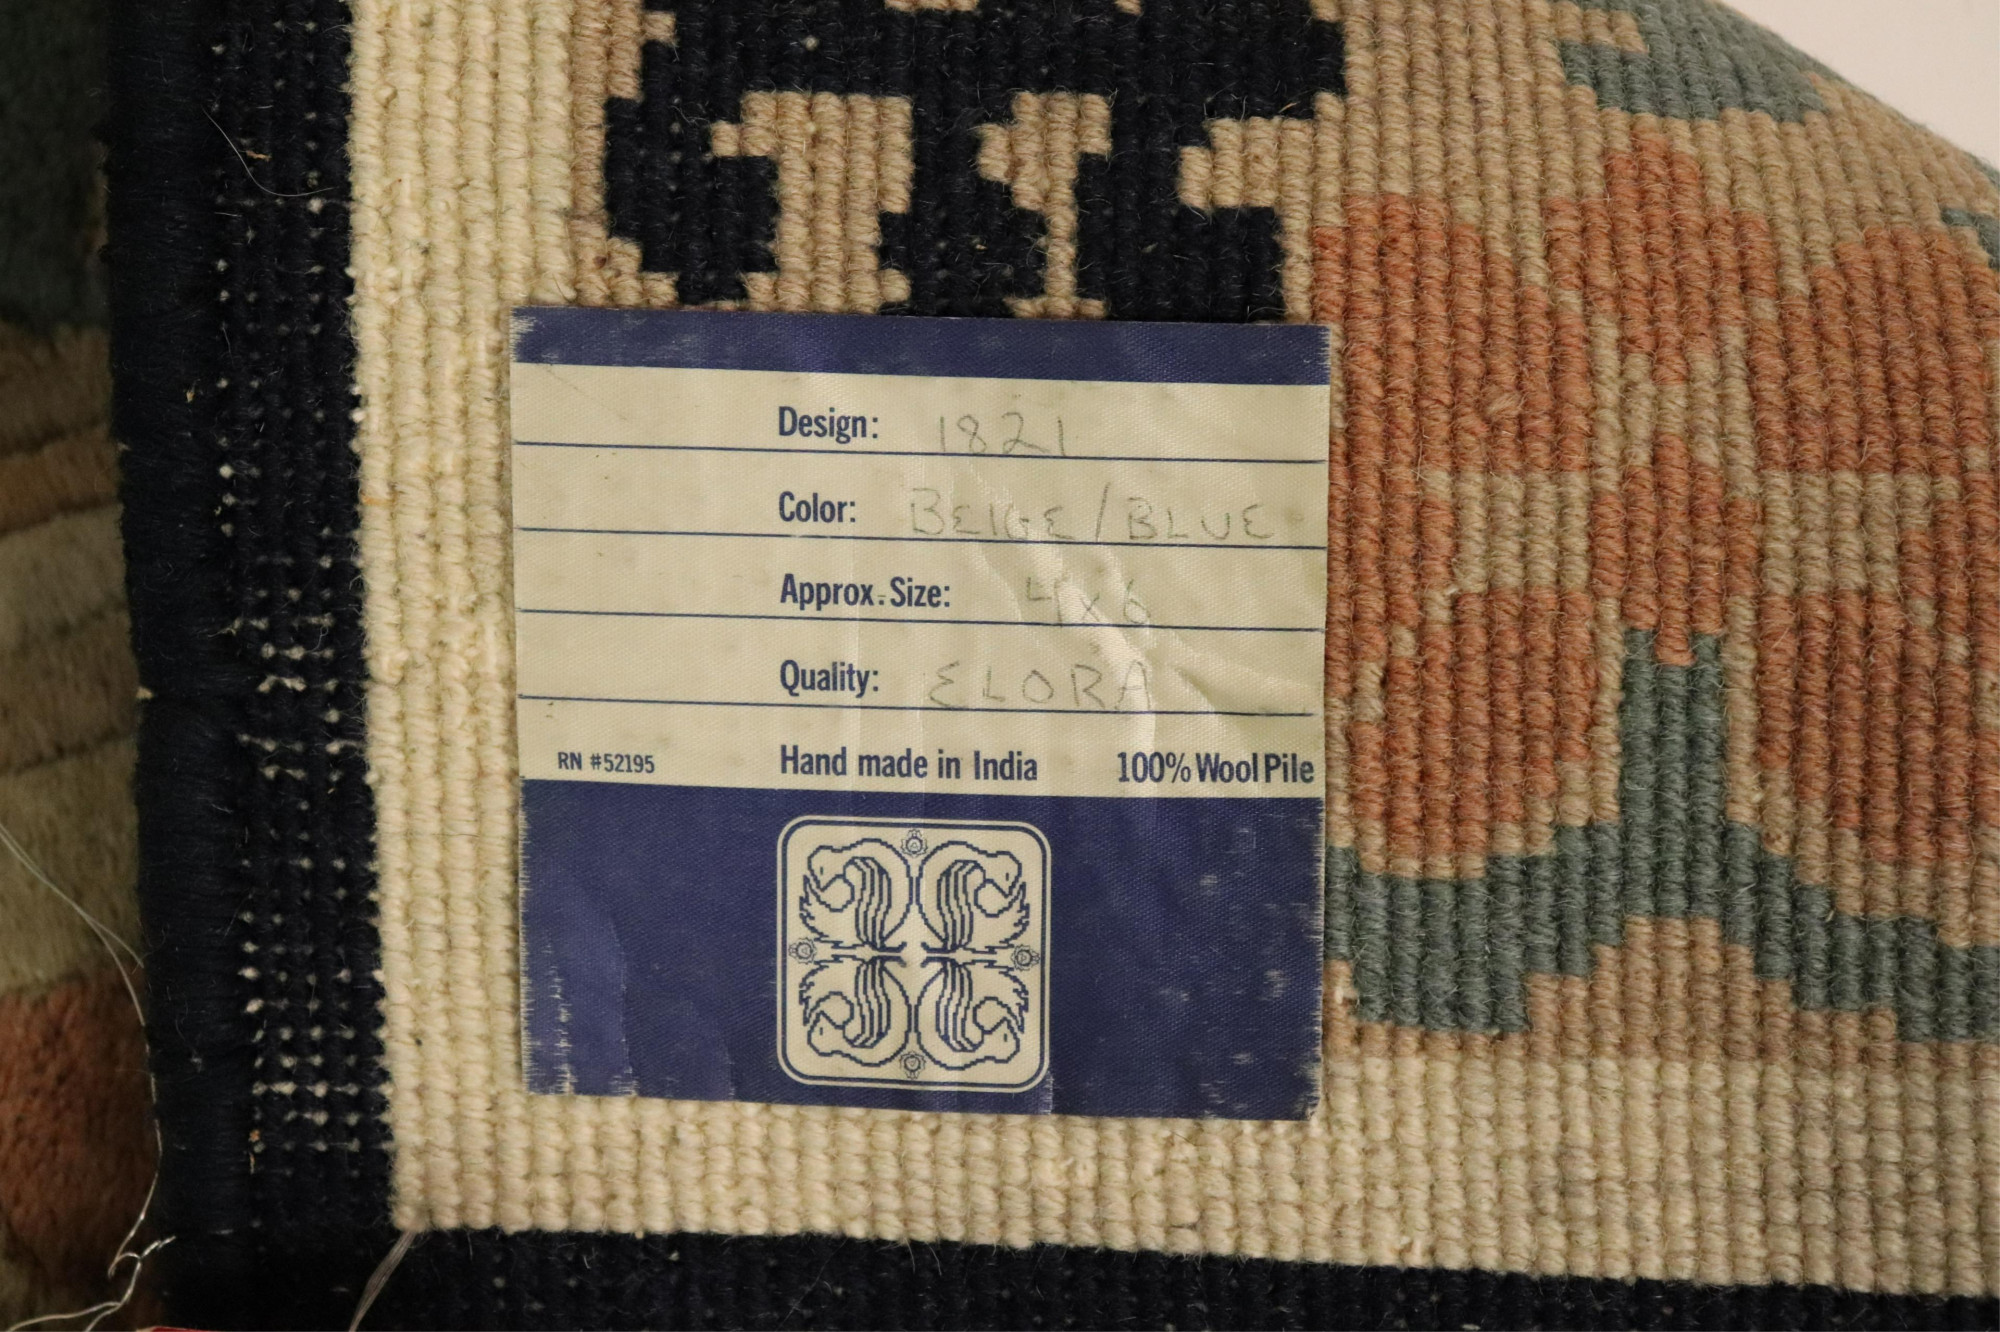 Design: 1821
Color: BEIGE/BLUE
Approx. Size: 4x6
Quality: ELORA
RN #52195 Hand made in India 100% Wool Pile